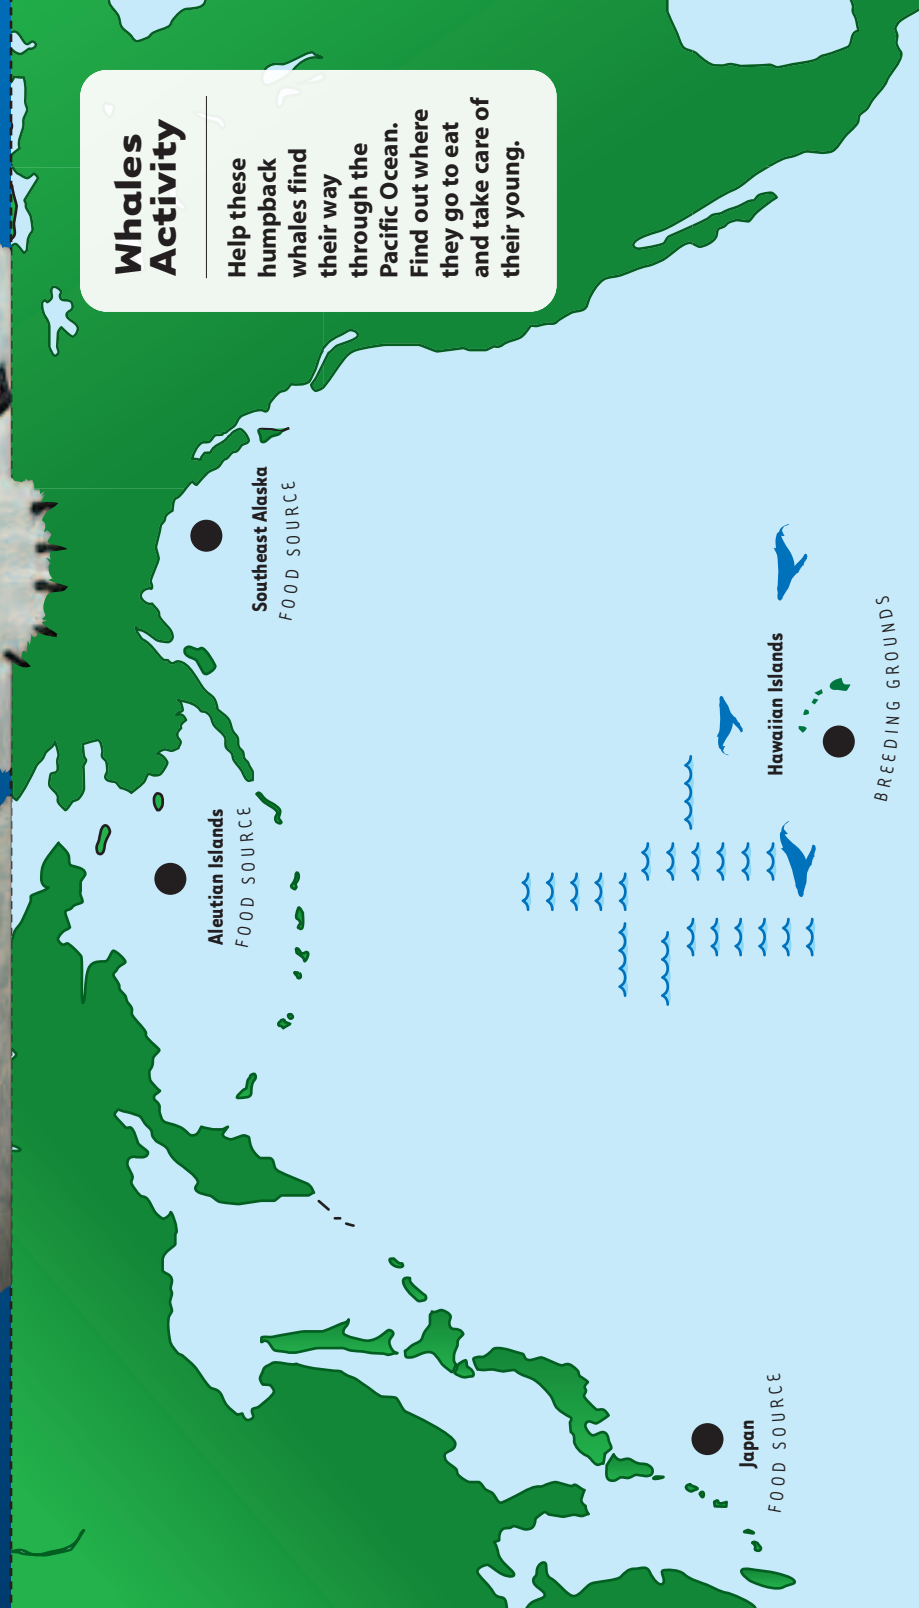 Whales
Activity
Help these
humpback
whales find
their way
through the
Pacific Ocean.
Find out where
they go to eat
and take care of
their young.
Southeast Alaska
FOOD SOURCE
Aleutian Islands
FOOD SOURCE
Hawaiian Islands
BREEDING GROUNDS
Japan
FOOD SOURCE